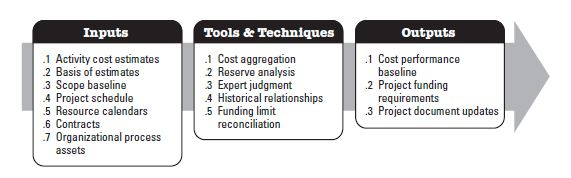 Inputs
.1 Activity cost estimates
.2 Basis of estimates
.3 Scope baseline
.4 Project schedule
.5 Resource calendars
.6 Contracts
.7 Organizational process
assets
Tools & Techniques
.1 Cost aggregation
.2 Reserve analysis
.3 Expert judgment
.4 Historical relationships
.5 Funding limit
reconciliation
Outputs
.1 Cost performance
baseline
.2 Project funding
requirements
.3 Project document updates